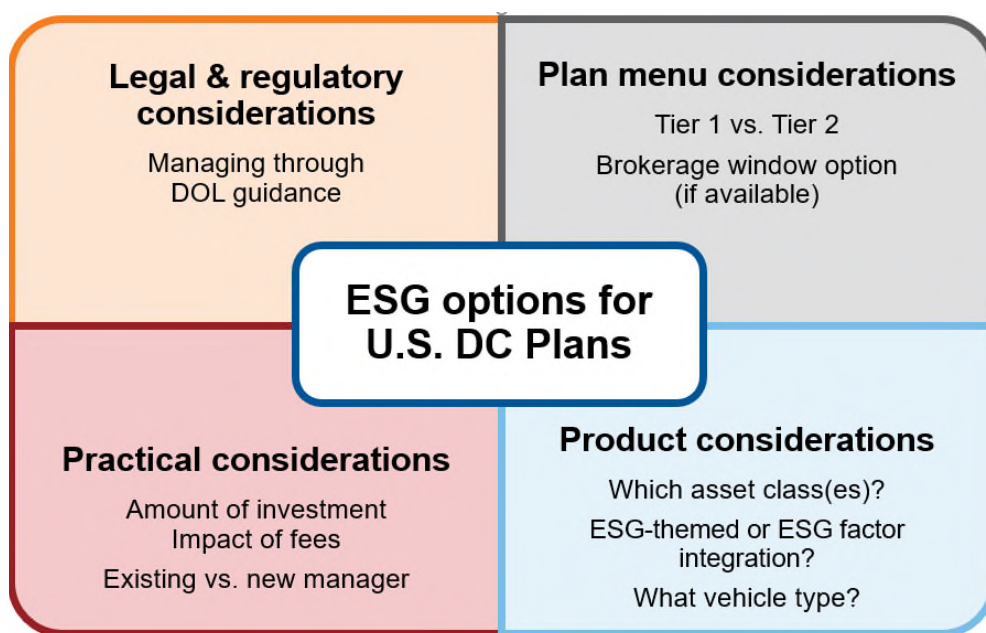 Legal & regulatory
considerations
Managing through
DOL guidance
Plan menu considerations
Tier 1 vs. Tier 2
Brokerage window option
(if available)
ESG options for
U.S. DC Plans
Practical considerations
Amount of investment
Impact of fees
Existing vs. new manager
Product considerations
Which asset class(es)?
ESG-themed or ESG factor
integration?
What vehicle type?